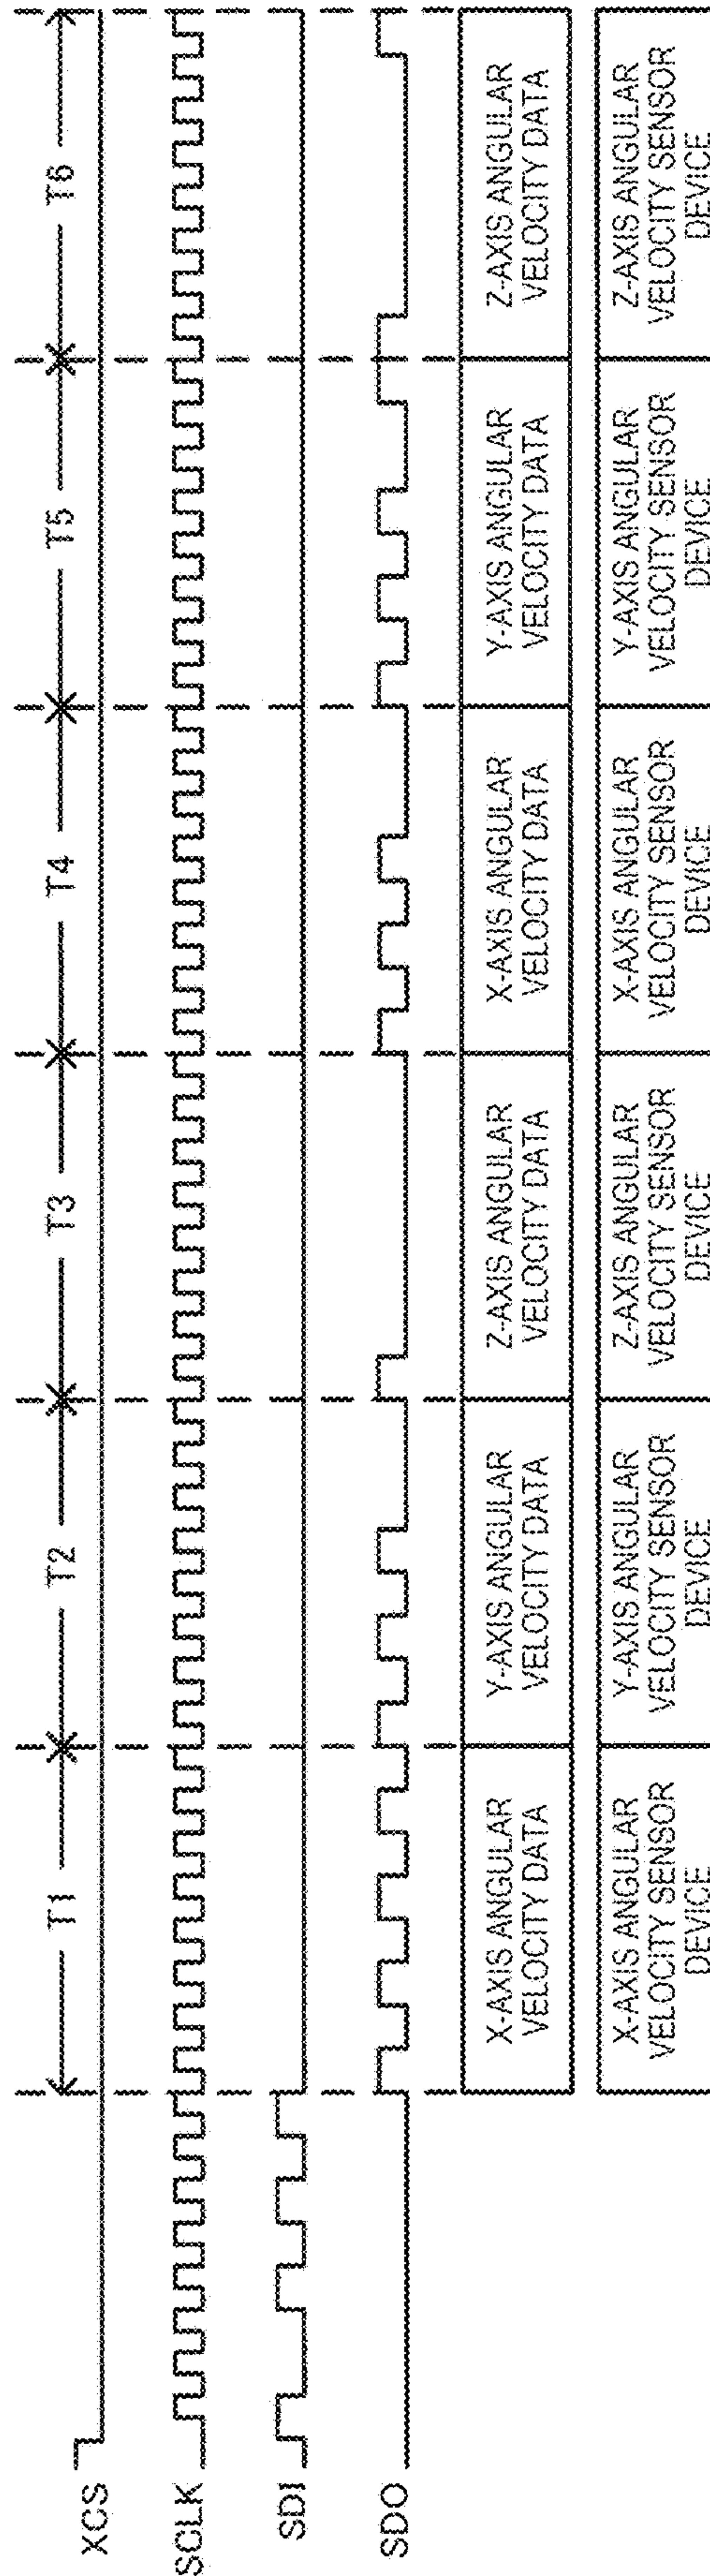 T1
T2
T3
T4
T5
T6
XCS
SCLK
SDI
SDO
X-AXIS ANGULAR
VELOCITY DATA
Y-AXIS ANGULAR
VELOCITY DATA
Z-AXIS ANGULAR
VELOCITY DATA
X-AXIS ANGULAR
VELOCITY DATA
Y-AXIS ANGULAR
VELOCITY DATA
Z-AXIS ANGULAR
VELOCITY DATA
X-AXIS ANGULAR
VELOCITY SENSOR
DEVICE
Y-AXIS ANGULAR
VELOCITY SENSOR
DEVICE
Z-AXIS ANGULAR
VELOCITY SENSOR
DEVICE
X-AXIS ANGULAR
VELOCITY SENSOR
DEVICE
Y-AXIS ANGULAR
VELOCITY SENSOR
DEVICE
Z-AXIS ANGULAR
VELOCITY SENSOR
DEVICE